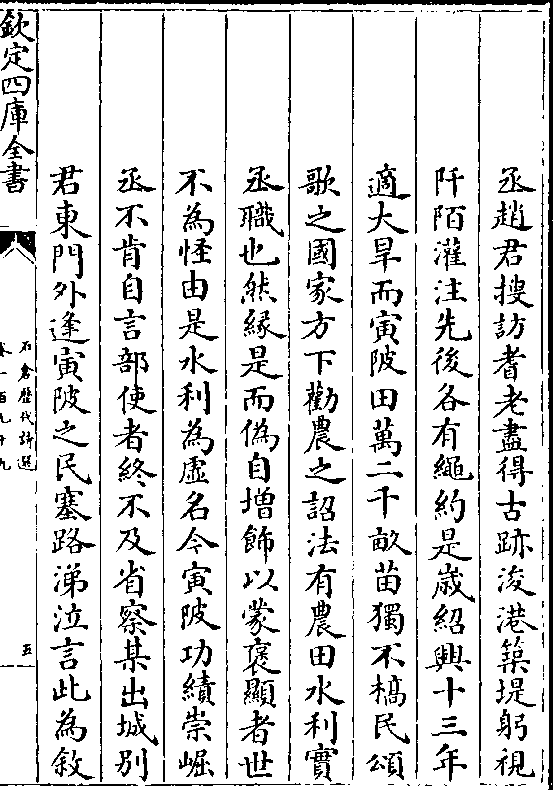 丞趙君搜訪耆老盡得古跡浚港築堤躬視
阡陌灌注先後各有繩約是歳紹興十三年
適大旱而寅陂田萬二千畝苗獨不槁民頌
歌之國家方下勸農之詔法有農田水利實
丞職也然緣是而偽自增飾以蒙褒顯者世
不為怪由是水利為虛名今寅陂功績崇崛
丞不肯自言部使者終不及省察某出城別
君東門外逢寅陂之民塞路涕泣言此為敘
欽定四庫全書
石倉歷代詩選
卷一百九十九
五